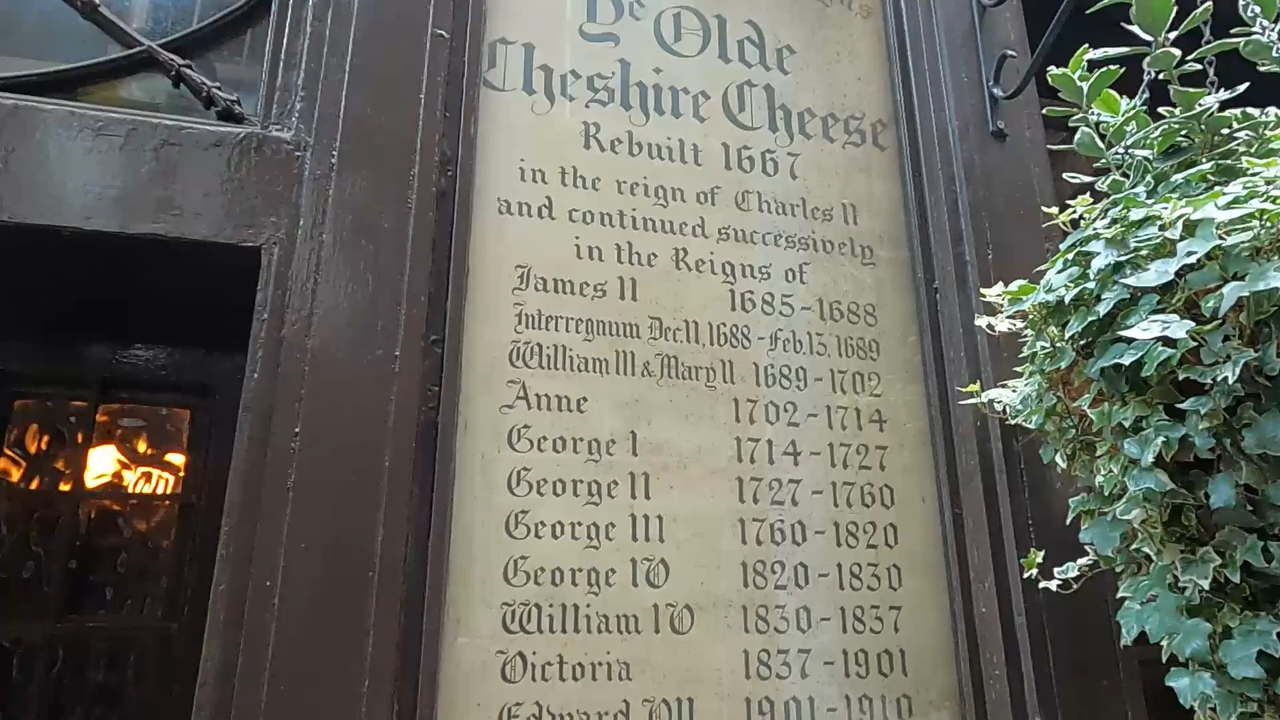 Ye Olde
Cheshire Cheese
Rebuilt 1667
in the reign of Charles II
and continued successively
in the Reigns of
James II 1685-1688
Interregnum Dec.11,1688-Feb.13,1689
William III & Mary II 1689-1702
Anne 1702-1714
George I 1714-1727
George II 1727-1760
George III 1760-1820
George IV 1820-1830
William IV 1830-1837
Victoria 1837-1901
Edward VII 1901-1910